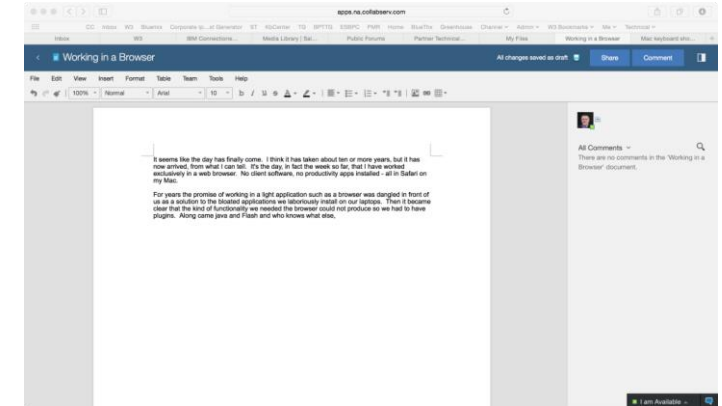 apps.na.collabserv.com
Inbox W3 Bluemix
IBM Connections...
Public Forums
Partner Technical...
My Files
Working in a Browser
Working in a Browser
All changes saved as draft
Share
Comment
File Edit View Insert Format Table Team Tools Help
100% Normal Arial 10
It seems like the day has finally come. I think it has taken about ten or more years, but it has
now arrived, from what I can tell. It's the day, in fact the week so far, that I have worked
exclusively in a web browser. No client software, no productivity apps installed - all in Safari on
my Mac.
For years the promise of working in a light application such as a browser was dangled in front of
us as a solution to the bloated applications we laboriously install on our laptops. Then it became
clear that the kind of functionality we needed the browser could not produce so we had to have
plugins. Along came java and Flash and who knows what else,
All Comments
There are no comments in the 'Working in a
Browser' document.
I am Available